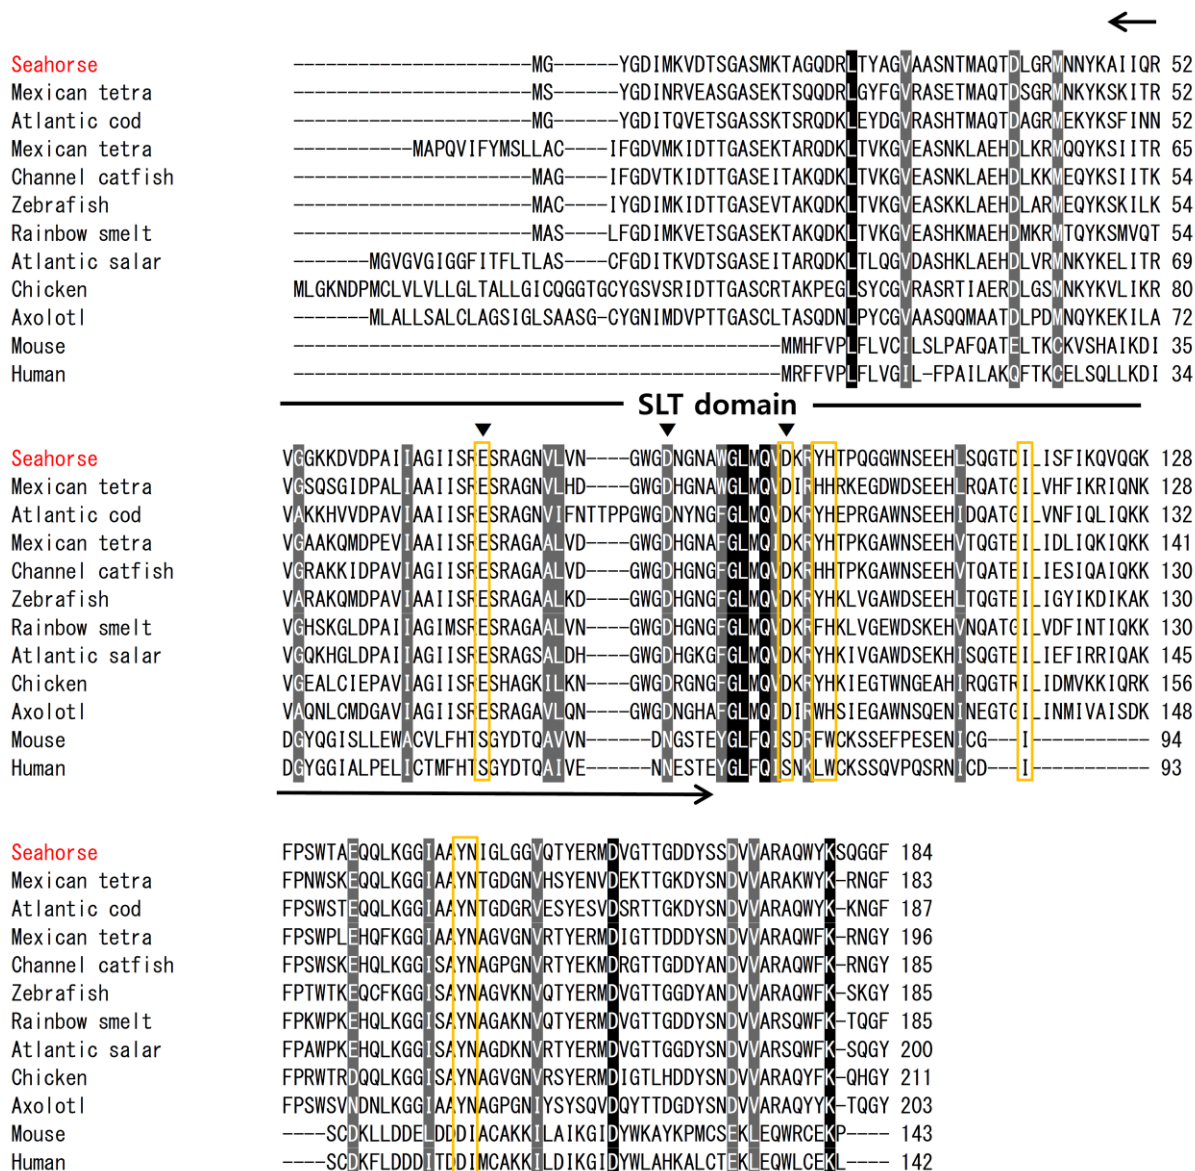 Seahorse ----------------------MG------YGDIMKVDTSGASMKTAGQDRLTYAGVAASNTMAQTDLGRMNNYKAIIQR 52
Mexican tetra ----------------------MS------YGDINRVEASGASEKTSQQDRLGYFGVRASETMAQTDSGRMNKYKSKITR 52
Atlantic cod ----------------------MG------YGDITQVETSGASSKTSRQDKLEYDGVRASHTMAQTDAGRMEKYKSFINN 52
Mexican tetra -----------MAPQVIFYMSLLAC----IFGDVMKIDTTGASEKTARQDKLTVKGVEASNKLAEHDLKRMQQYKSIITR 65
Channel catfish ----------------------MAG----IFGDVTKIDTTGASEITAKQDKLTVKGVEASNKLAEHDLKKMEQYKSIITK 54
Zebrafish ----------------------MAC----IYGDIMKIDTTGASEVTAKQDKLTVKGVEASKKLAEHDLARMEQYKSKILK 54
Rainbow smelt ----------------------MAS----LFGDIMKVETSGASEKTAKQDKLTVKGVEASHKMAEHDMKRMTQYKSMVQT 54
Atlantic salar -------MGVGVGIGGFITFLTLAS----CFGDITKVDTSGASEITARQDKLTLQGVDASHKLAEHDLVRMNKYKELITR 69
Chicken MLGKNDPMCLVLVLLGLTALLGICQGGTGCYGSVSRIDTTGASCRTAKPEGLSYCGVRASRTIAERDLGSMNKYKVLIKR 80
Axolotl -------MLALLSALCLAGSIGLSAASG-CYGNIMDVPTTGASCLTASQDNLPYCGVAASQQMAATDLPDMNQYKEKILA 72
Mouse ---------------------------------------------MMHFVPLFLVCILSLPAFQATELTKCKVSHAIKDI 35
Human ---------------------------------------------MRFFVPLFLVGIL-FPAILAKQFTKCELSQLLKDI 34
SLT domain
Seahorse VGGKKDVDPAIIAGIISRESRAGNVLVN----GWGDNGNAWGLMQVDKRYHTPQGGWNSEEHLSQGTDILISFIKQVQGK 128
Mexican tetra VGSQSGIDPALIAAIISRESRAGNVLHD----GWGDHGNAWGLMQVDIRHHRKEGDWDSEEHLRQATGILVHFIKRIQNK 128
Atlantic cod VAKKHVVDPAVIAAIISRESRAGNVIFNTTPPGWGDNYNGFGLMQVDKRYHEPRGAWNSEEHIDQATGILVNFIQLIQKK 132
Mexican tetra VGAAKQMDPEVIAAIISRESRAGAALVD----GWGDHGNAFGLMQVDKRYHTPKGAWNSEEHVTQGTEILIDLIQKIQKK 141
Channel catfish VGRAKKIDPAVIAGIISRESRAGAALVD----GWGDHGNGFGLMQVDKRHHTPKGAWNSEEHVTQATEILIESIQAIQKK 130
Zebrafish VARAKQMDPAVIAAIISRESRAGAALKD----GWGDHGNGFGLMQVDKRYHKLVGAWDSEEHLTQGTEILIGYIKDIKAK 130
Rainbow smelt VGHSKGLDPAIIAGIMSRESRAGAALVN----GWGDHGNGFGLMQVDKRFHKLVGEWDSKEHVNQATGILVDFINTIQKK 130
Atlantic salar VGQKHGLDPAIIAGIISRESRAGSALDH----GWGDHGKGFGLMQVDKRYHKIVGAWDSEKHISQGTEILIEFIRRIQAK 145
Chicken VGEALCIEPAVIAGIISRESHAGKILKN----GWGDRGNGFGLMQVDKRYHKIEGTWNGEAHIRQGTRILIDMVKKIQRK 156
Axolotl VAQNLCMDGAVIAGIISRESRAGAVLQN----GWGDNGHAFGLMQIDIRWHSIEGAWNSQENINEGTGILINMIVAISDK 148
Mouse DGYQGISLLEWACVLFHTSGYDTQAVVN----DNGSTEYGLFQISDRFWCKSSEFPESENICG---I----------- 94
Human DGYGGIALPELICTMFHTSGYDTQAIVE----NNESTEYGLFQISNKLWCKSSQVPQSRNICD---I----------- 93
Seahorse FPSWTAEQQLKGGIAAYNIGLGGVQTYERMDVGTTGDDYSSDVVARAQWYKSQGGF 184
Mexican tetra FPNWSKEQQLKGGIAAYNTGDGNVHSYENVDEKTTGKDYSNDVVARAKWYK-RNGF 183
Atlantic cod FPSWSTEQQLKGGIAAYNTGDGRVESYESVDSRTTGKDYSNDVVARAQWYK-KNGF 187
Mexican tetra FPSWPLEHQFKGGIAAYNAGVGNVRTYERMDIGTTDDDYSNDVVARAQWFK-RNGY 196
Channel catfish FPSWSKEHQLKGGISAYNAGPGNVRTYEKMDRGTTGDDYANDVVARAQWFK-RNGY 185
Zebrafish FPTWTKEQCFKGGISAYNAGVKNVQTYERMDVGTTGGDYANDVVARAQWFK-SKGY 185
Rainbow smelt FPKWPKEHQLKGGISAYNAGAKNVQTYERMDVGTTGDDYSNDVVARSQWFK-TQGF 185
Atlantic salar FPAWPKEHQLKGGISAYNAGDKNVRTYERMDVGTTGGDYSNDVVARSQWFK-SQGY 200
Chicken FPRWTRDQQLKGGISAYNAGVGNVRSYERMDIGTLHDDYSNDVVARAQYFK-QHGY 211
Axolotl FPSWSVNDNLKGGIAAYNAGPGNIYSYSQVDQYTTDGDYSNDVVARAQYYK-TQGY 203
Mouse ----SCDKLLDDELDDDIACAKKILAIKGIDYWKAYKPMCSEKLEQWRCEKP---- 143
Human ----SCDKFLDDDITDDIMCAKKILDIKGIDYWLAHKALCTEKLEQWLCEKL---- 142